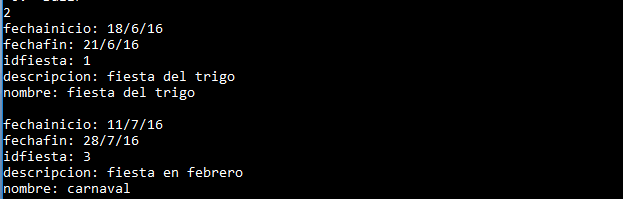 2
fechainicio: 18/6/16
fechafin: 21/6/16
idfiesta: 1
descripcion: fiesta del trigo
nombre: fiesta del trigo
fechainicio: 11/7/16
fechafin: 28/7/16
idfiesta: 3
descripcion: fiesta en febrero
nombre: carnaval